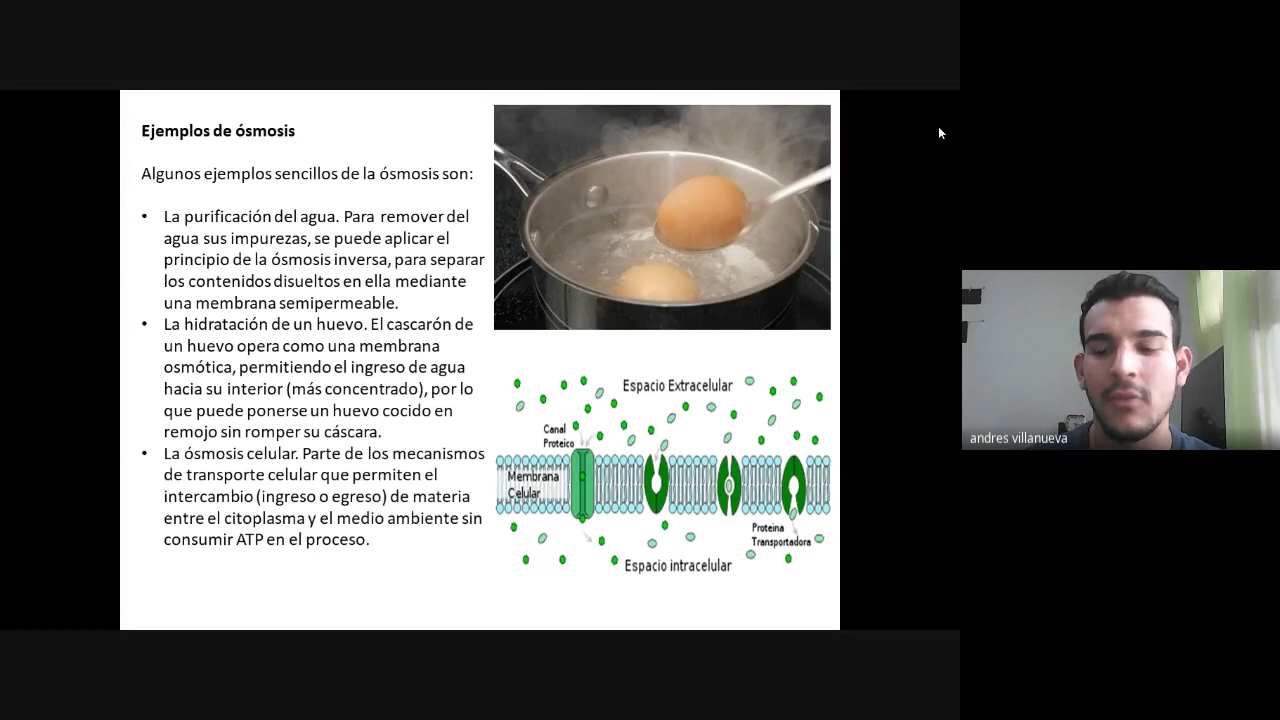 Ejemplos de ósmosis
Algunos ejemplos sencillos de la ósmosis son:
• La purificación del agua. Para remover del
agua sus impurezas, se puede aplicar el
principio de la ósmosis inversa, para separar
los contenidos disueltos en ella mediante
una membrana semipermeable.
• La hidratación de un huevo. El cascarón de
un huevo opera como una membrana
osmótica, permitiendo el ingreso de agua
hacia su interior (más concentrado), por lo
que puede ponerse un huevo cocido en
remojo sin romper su cáscara.
• La ósmosis celular. Parte de los mecanismos
de transporte celular que permiten el
intercambio (ingreso o egreso) de materia
entre el citoplasma y el medio ambiente sin
consumir ATP en el proceso.
Espacio Extracelular
Canal
Proteico
Membrana
Celular
Proteina
Transportadora
Espacio intracelular
andres villanueva